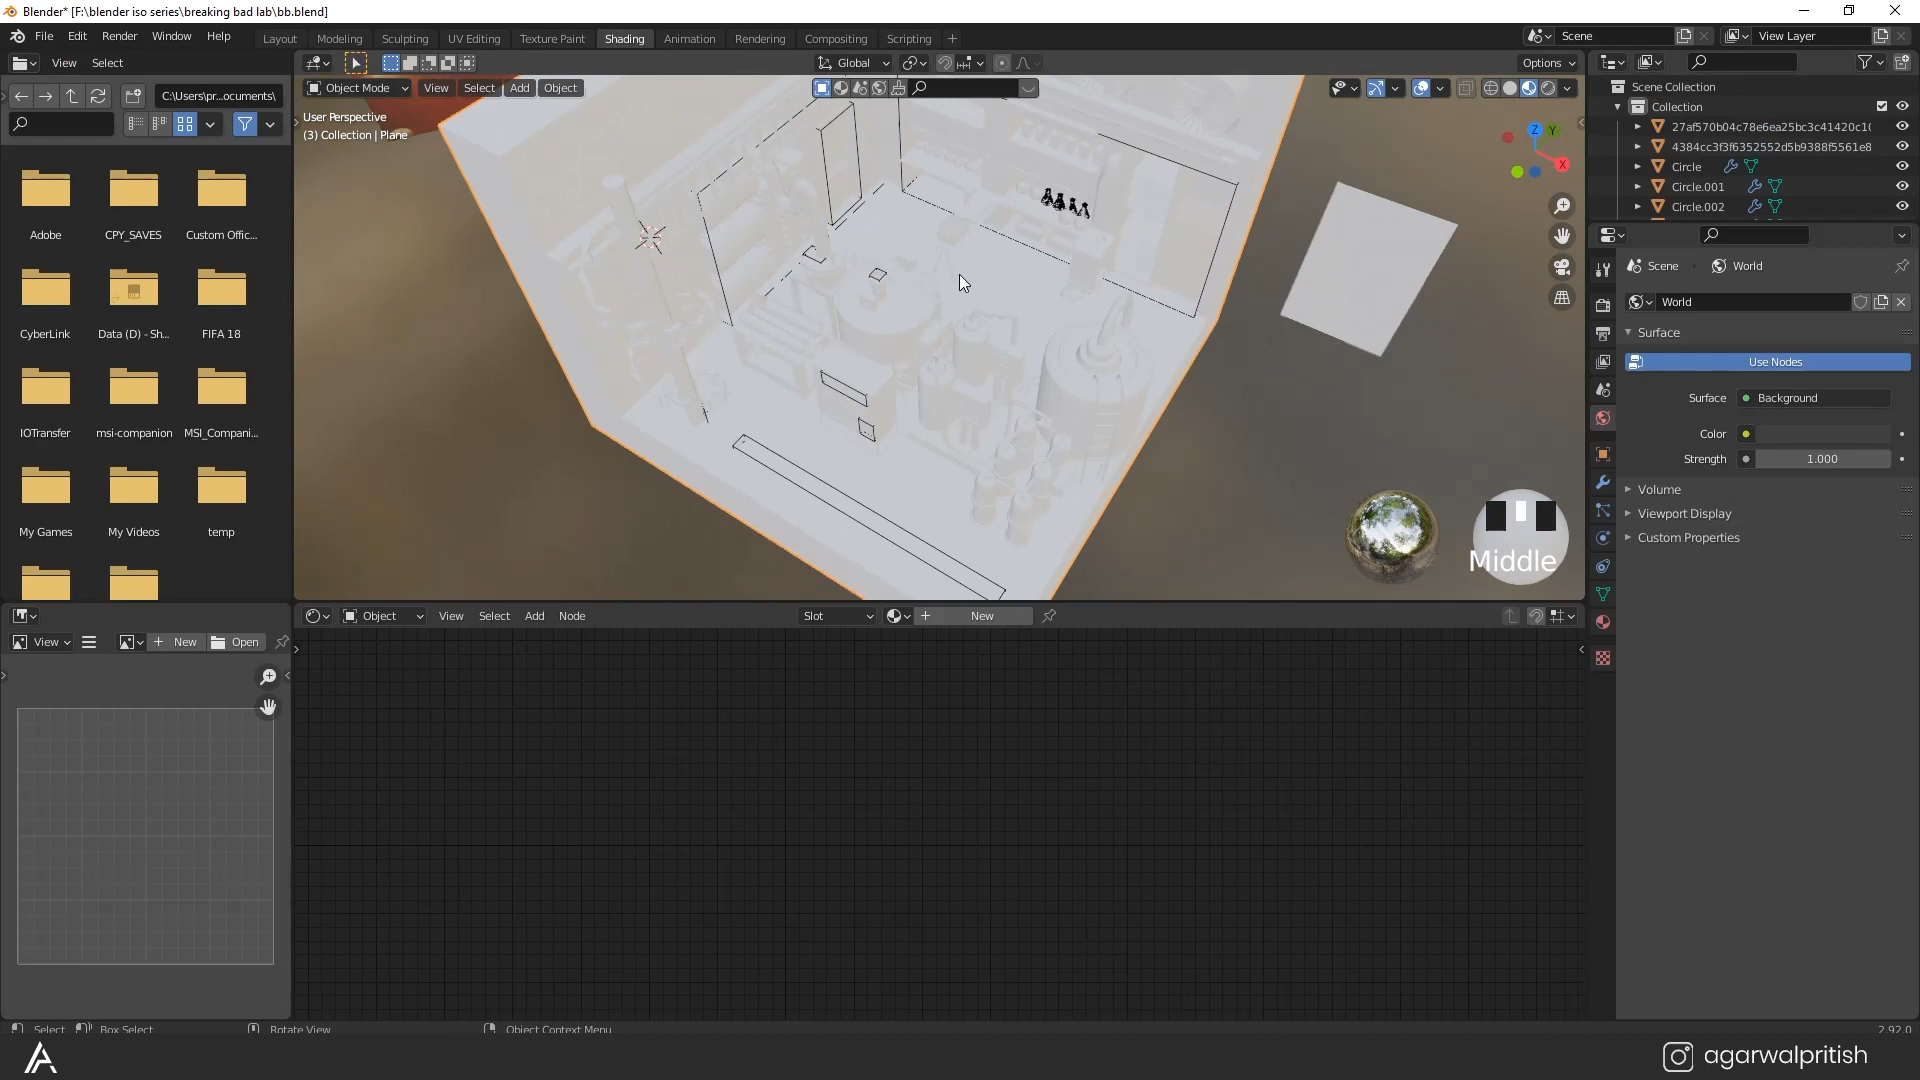 Blender* [F:\blender iso series\breaking bad lab\bb.blend]
File Edit Render Window Help
Layout Modeling Sculpting UV Editing Texture Paint Shading Animation Rendering Compositing Scripting
Scene
View Layer
View Select
Global
Options
C:\Users\pr...ocuments\
Object Mode View Select Add Object
User Perspective
(3) Collection | Plane
Z
Y
X
Scene Collection
Collection
27af570b04c78e6ea25bc3c41420c1(
4384cc3f3f6352552d5b9388f5561e8
Circle
Circle.001
Circle.002
Scene
World
World
Surface
Use Nodes
Surface
Background
Color
Strength
1.000
Volume
Viewport Display
Custom Properties
Adobe
CPY_SAVES
Custom Offic...
CyberLink
Data (D) - Sh...
FIFA 18
IOTransfer
msi-companion
MSI_Compani...
My Games
My Videos
temp
Middle
Object View Select Add Node
Slot
New
View
New
Open
Select
Box Select
Rotate View
Object Context Menu
2.92.0
agarwalpritish